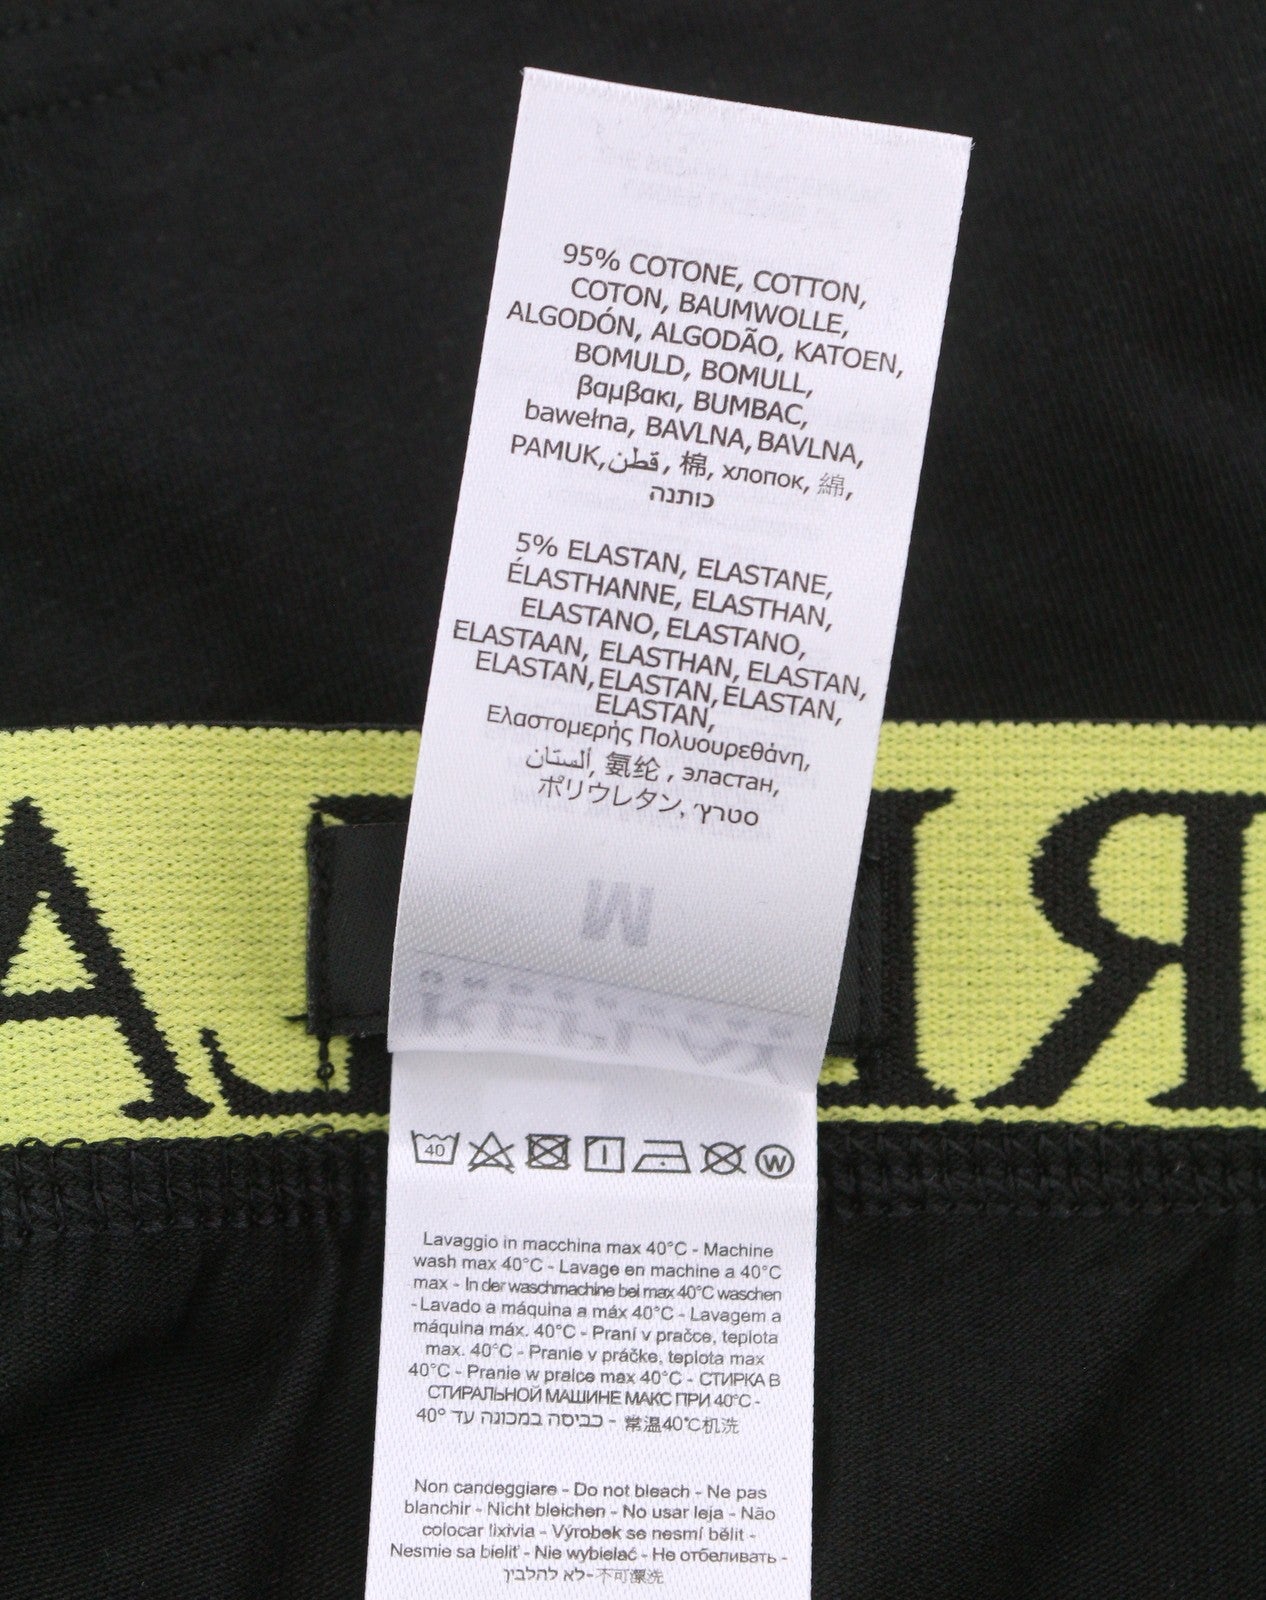 95% COTONE, COTTON,
COTON, BAUMWOLLE,
ALGODÓN, ALGODÃO, KATOEN,
BOMULD, BOMULL,
βαμβακι, BUMBAC,
bawełna, BAVLNA, BAVLNA,
PAMUK, قطن, 棉, хлопок, 綿,
כותנה
5% ELASTAN, ELASTANE,
ÉLASTHANNE, ELASTHAN,
ELASTANO, ELASTANO,
ELASTAAN, ELASTHAN, ELASTAN,
ELASTAN, ELASTAN, ELASTAN,
ELASTAN,
Ελαστομερής Πολυουρεθάνη,
ألستان, 氨纶, эластан,
ポリウレタン, סטרץ'
M
REPLAY
40
W
Lavaggio in macchina max 40°C - Machine
wash max 40°C - Lavage en machine a 40°C
max - In der waschmachine bei max 40°C waschen
- Lavado a máquina a máx 40°C - Lavagem a
máquina máx. 40°C - Praní v pračce, teplota
max. 40°C - Pranie v práčke, teplota max
40°C - Pranie w pralce max 40°C - СТИРКА В
СТИРАЛЬНОЙ МАШИНЕ МАКС ПРИ 40°C -
כביסה במכונה עד 40° - 常温40℃机洗
Non candeggiare - Do not bleach - Ne pas
blanchir - Nicht bleichen - No usar leja - Não
colocar lixivia - Výrobek se nesmí bělit -
Nesmie sa bieliť - Nie wybielać - Не отбеливать -
לא להלבין - 不可漂洗